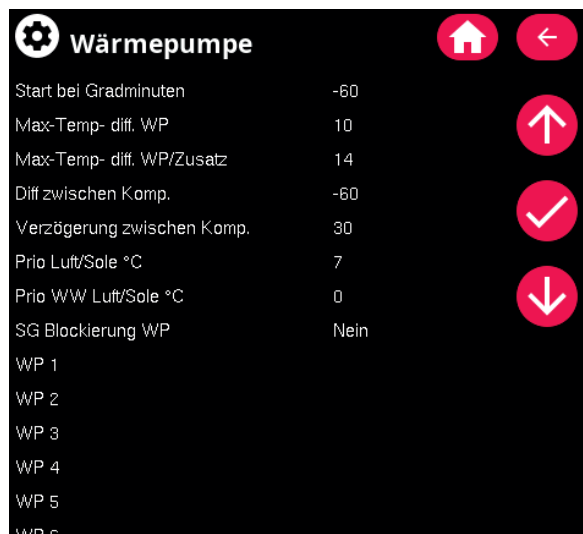 Wärmepumpe
Start bei Gradminuten -60
Max-Temp- diff. WP 10
Max-Temp- diff. WP/Zusatz 14
Diff zwischen Komp. -60
Verzögerung zwischen Komp. 30
Prio Luft/Sole °C 7
Prio WW Luft/Sole °C 0
SG Blockierung WP Nein
WP 1
WP 2
WP 3
WP 4
WP 5
WP